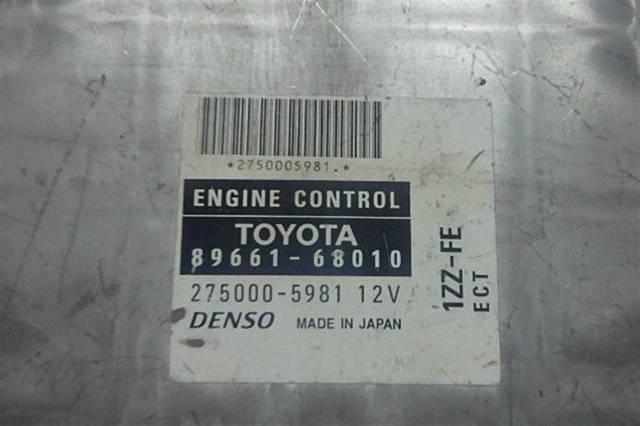 *2750005981.*
ENGINE CONTROL
TOYOTA
89661-68010
275000-5981 12V
DENSO MADE IN JAPAN
1ZZ-FE
ECT